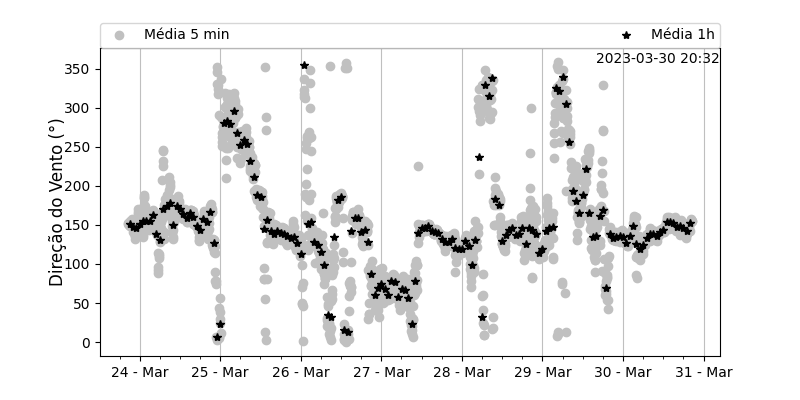 Média 5 min
Média 1h
2023-03-30 20:32
Direção do Vento (°)
350
300
250
200
150
100
50
0
24 - Mar
25 - Mar
26 - Mar
27 - Mar
28 - Mar
29 - Mar
30 - Mar
31 - Mar